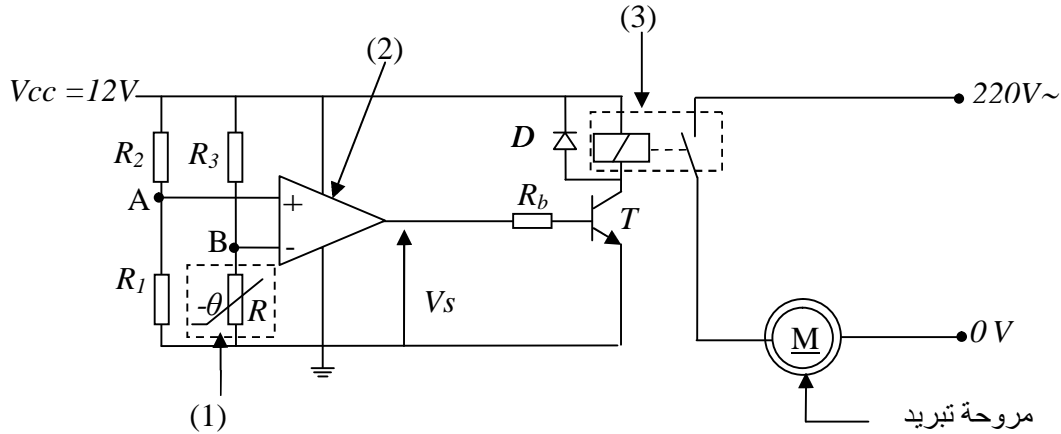 (3)
(2)
Vcc =12V
220V~
D
R2 R3
A
+
Rb
T
B
-
R1
-θ R
Vs
M
0 V
(1)
مروحة تبريد